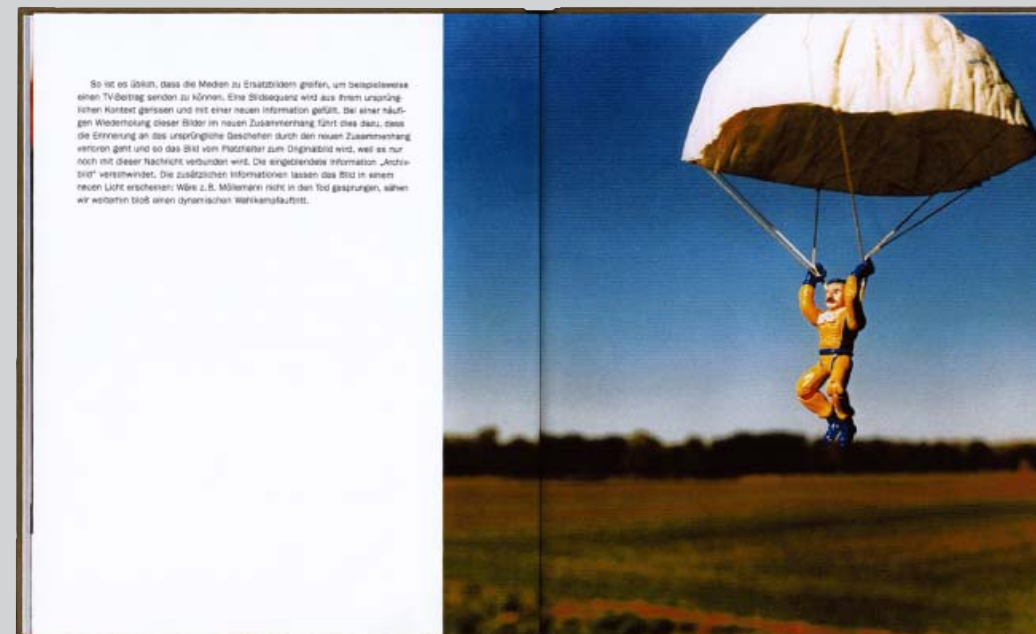 So ist es üblich, dass die Medien zu Ersatzbildern greifen, um beispielsweise
einen TV-Beitrag senden zu können. Eine Bildsequenz wird aus ihrem ursprüng-
lichen Kontext gerissen und mit einer neuen Information gefüllt. Bei einer häufi-
gen Wiederholung dieser Bilder im neuen Zusammenhang führt dies dazu, dass
die Erinnerung an das ursprüngliche Geschehen durch den neuen Zusammenhang
verloren geht und so das Bild vom Platzhalter zum Originalbild wird, weil es nur
noch mit dieser Nachricht verbunden wird. Die eingeblendete Information „Archiv-
bild“ verschwindet. Die zusätzlichen Informationen lassen das Bild in einem
neuen Licht erscheinen: Wäre z.B. Möllemann nicht in den Tod gesprungen, sähen
wir weiterhin bloß einen dynamischen Wahlkampfauftritt.